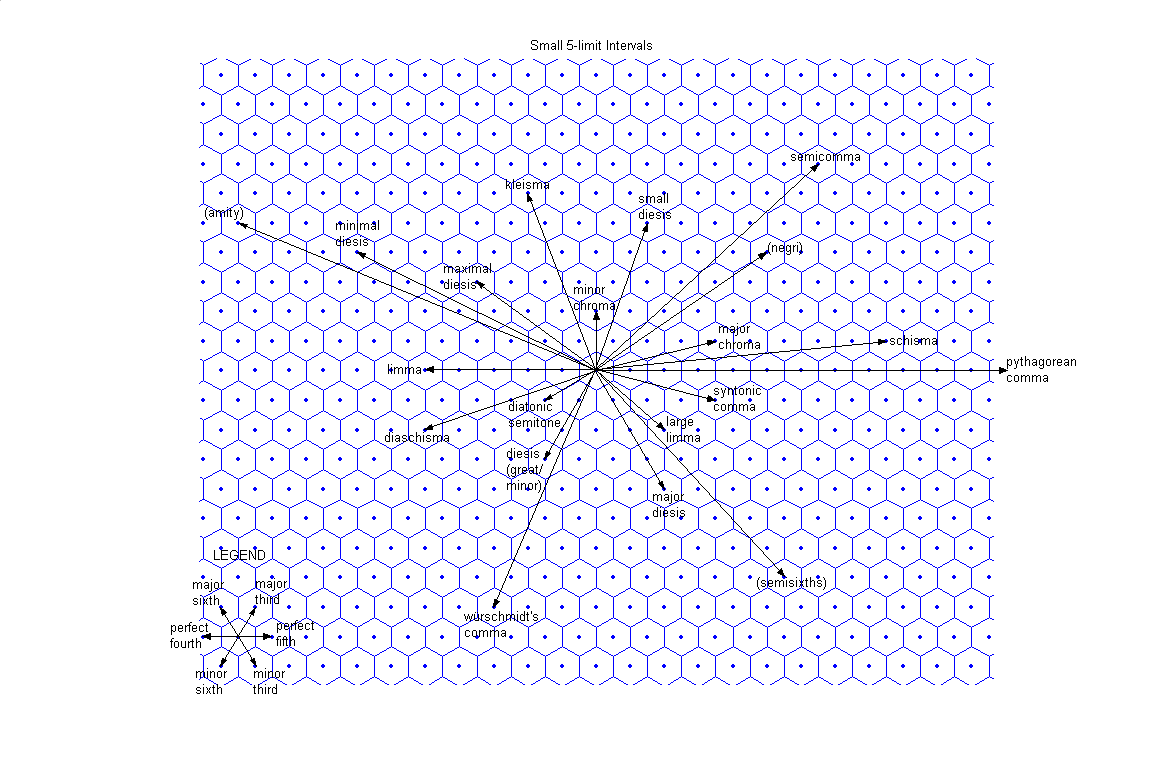 Small 5-limit Intervals
semicomma
kleisma
small
diesis
(amity)
minimal
diesis
(negri)
maximal
diesis
minor
chroma
major
chroma
schisma
limma
pythagorean
comma
syntonic
comma
diatonic
semitone
large
limma
diaschisma
diesis
(great/
minor)
major
diesis
LEGEND
(semisixths)
major
sixth
major
third
würschmidt's
comma
perfect
fourth
perfect
fifth
minor
sixth
minor
third